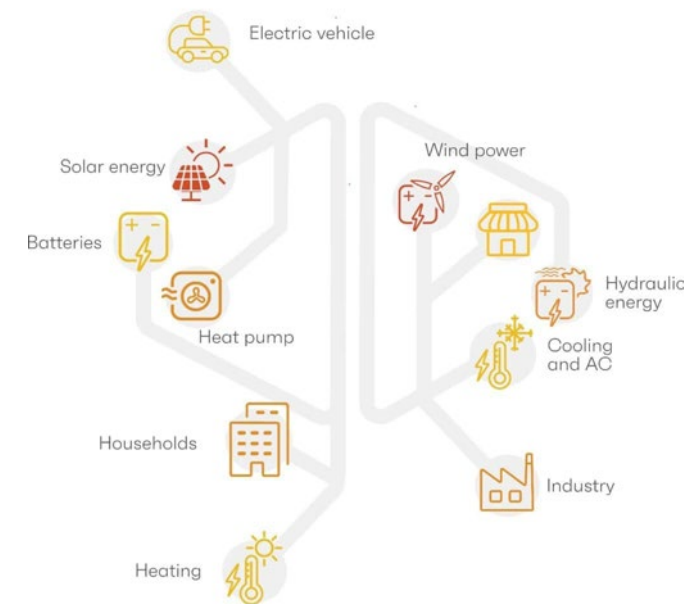 Electric vehicle
Solar energy
Wind power
Batteries
Hydraulic
energy
Heat pump
Cooling
and AC
Households
Industry
Heating